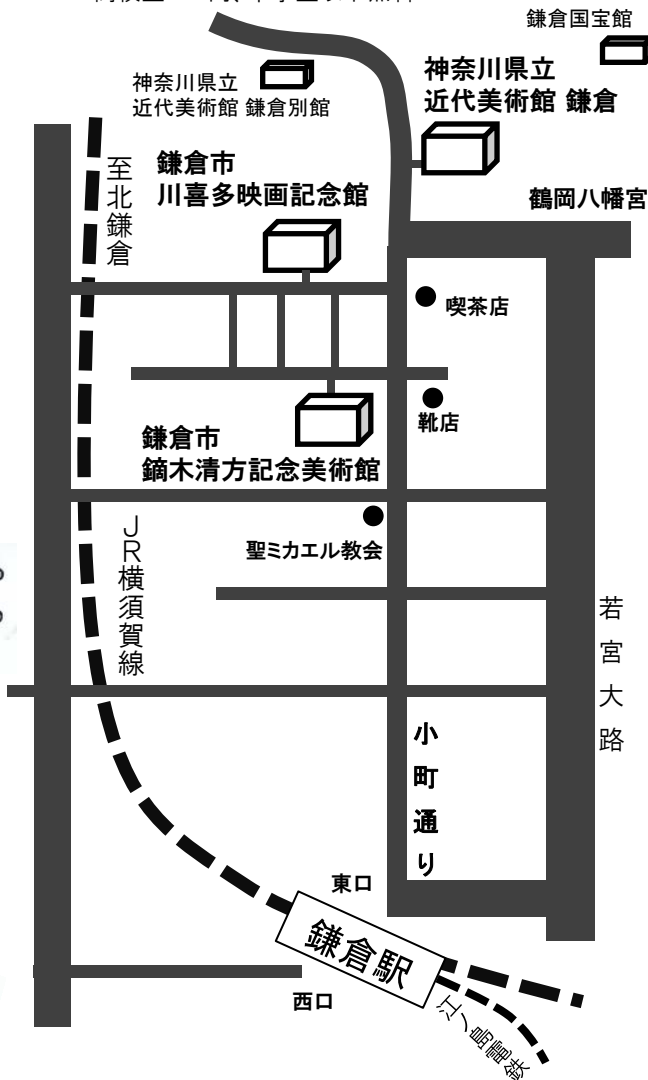 鎌倉国宝館
神奈川県立
近代美術館 鎌倉別館
神奈川県立
近代美術館 鎌倉
至北鎌倉
鎌倉市
川喜多映画記念館
鶴岡八幡宮
喫茶店
靴店
鎌倉市
鏑木清方記念美術館
聖ミカエル教会
JR横須賀線
若宮大路
小町通り
東口
鎌倉駅
西口
江ノ島電鉄